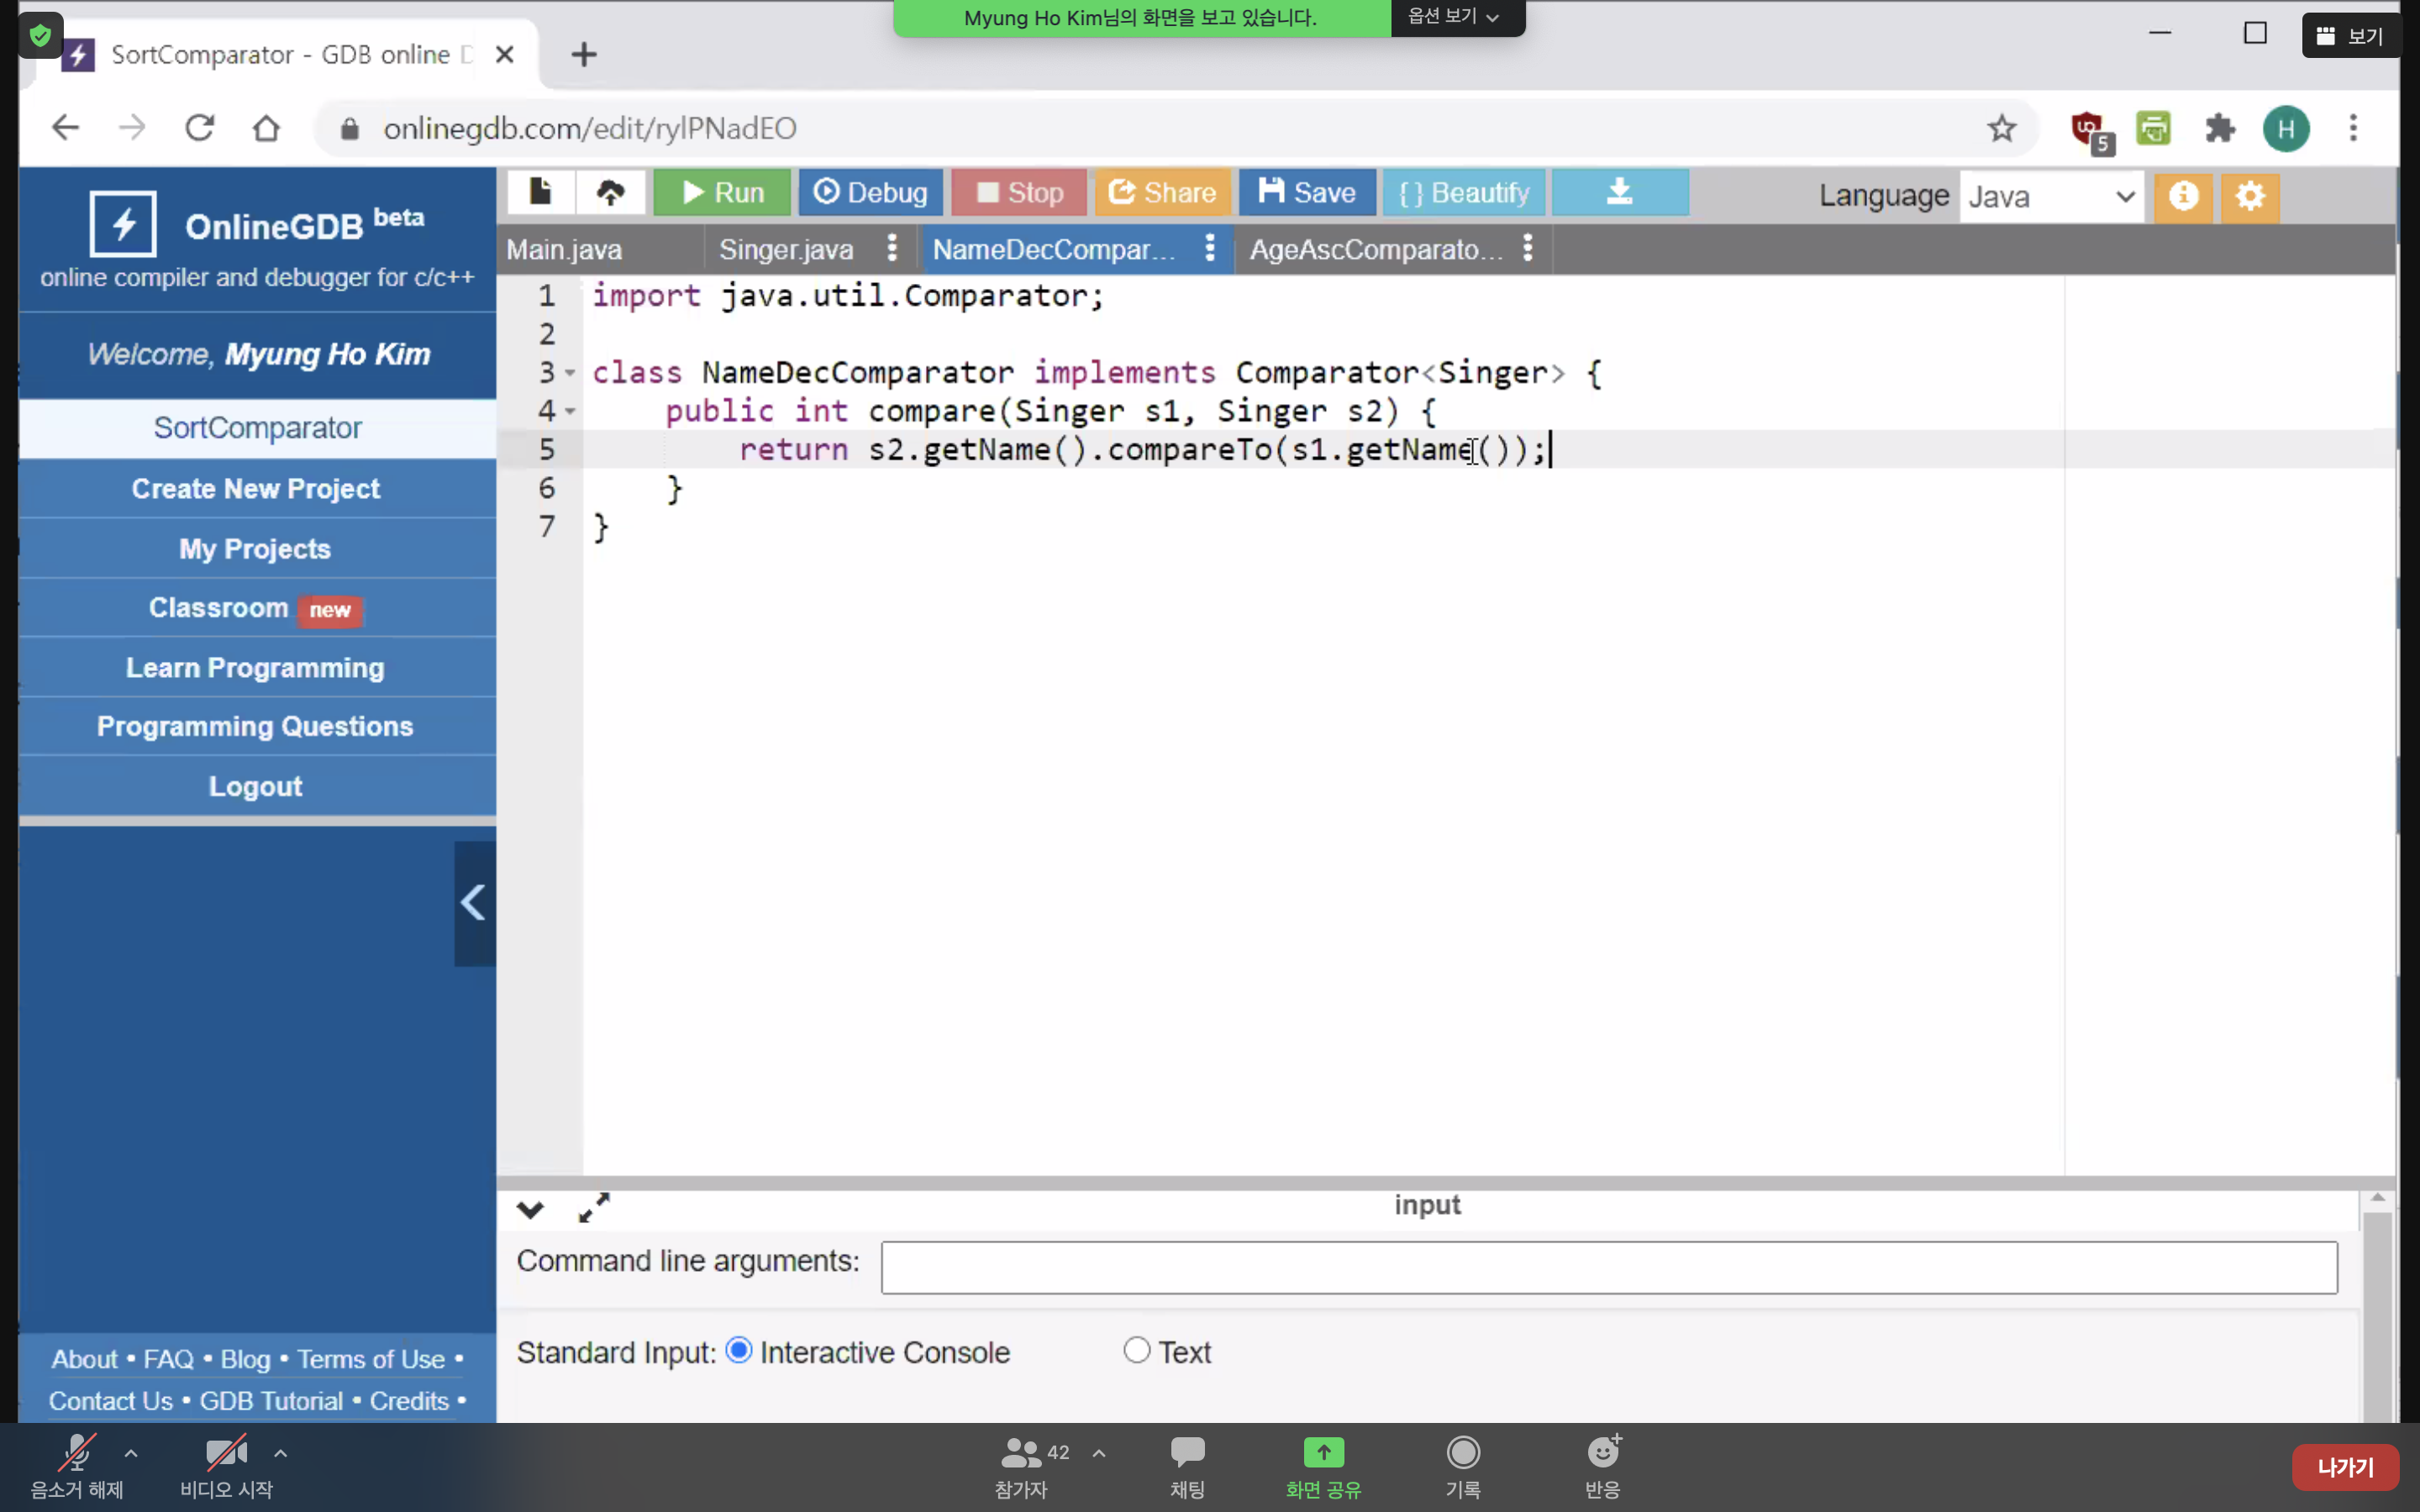 Myung Ho Kim님의 화면을 보고 있습니다. 옵션 보기
보기
SortComparator - GDB online D
onlinegdb.com/edit/rylPNadEO
5
H
OnlineGDB beta
online compiler and debugger for c/c++
Welcome, Myung Ho Kim
SortComparator
Create New Project
My Projects
Classroom new
Learn Programming
Programming Questions
Logout
About • FAQ • Blog • Terms of Use •
Contact Us • GDB Tutorial • Credits •
Run Debug Stop Share Save { } Beautify Language Java
Main.java Singer.java NameDecCompar... AgeAscComparato...
1 import java.util.Comparator;
2
3 class NameDecComparator implements Comparator<Singer> {
4 public int compare(Singer s1, Singer s2) {
5 return s2.getName().compareTo(s1.getName());
6 }
7 }
input
Command line arguments:
Standard Input: Interactive Console Text
음소거 해제 비디오 시작 42 참가자 채팅 화면 공유 기록 반응 나가기